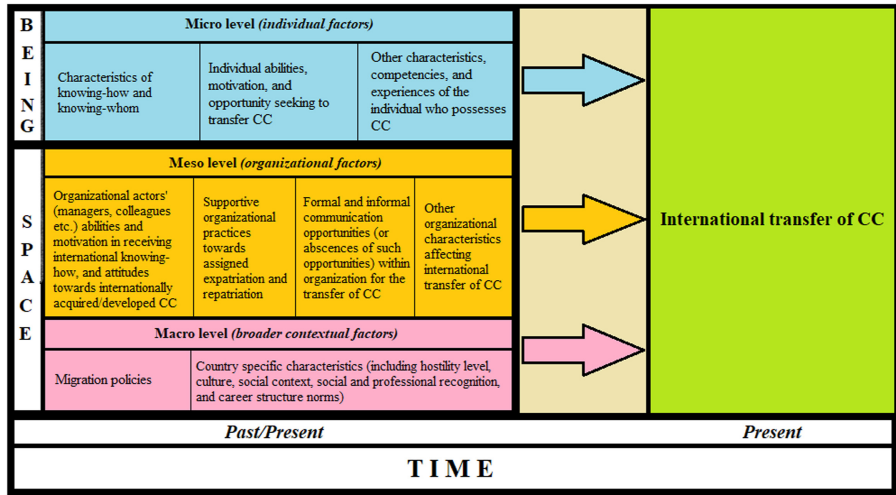 BEING
Micro level (individual factors)
Characteristics of
knowing-how and
knowing-whom
Individual abilities,
motivation, and
opportunity seeking to
transfer CC
Other characteristics,
competencies, and
experiences of the
individual who possesses
CC
SPACE
Meso level (organizational factors)
Organizational actors'
(managers, colleagues
etc.) abilities and
motivation in receiving
international knowing-
how, and attitudes
towards internationally
acquired/developed CC
Supportive
organizational
practices
towards
assigned
expatriation and
repatriation
Formal and informal
communication
opportunities (or
abscences of such
opportunities) within
organization for the
transfer of CC
Other
organizational
characteristics
affecting
international
transfer of CC
Macro level (broader contextual factors)
Migration policies
Country specific characteristics (including hostility level,
culture, social context, social and professional recognition,
and career structure norms)
International transfer of CC
Past/Present
Present
TIME